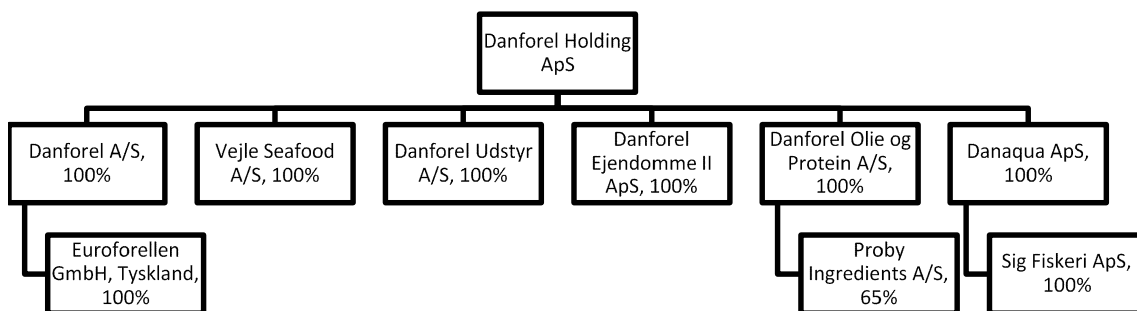 Danforel Holding
ApS
Danforel A/S,
100%
Vejle Seafood
A/S, 100%
Danforel Udstyr
A/S, 100%
Danforel
Ejendomme II
ApS, 100%
Danforel Olie og
Protein A/S,
100%
Danaqua ApS,
100%
Euroforellen
GmbH, Tyskland,
100%
Proby
Ingredients A/S,
65%
Sig Fiskeri ApS,
100%